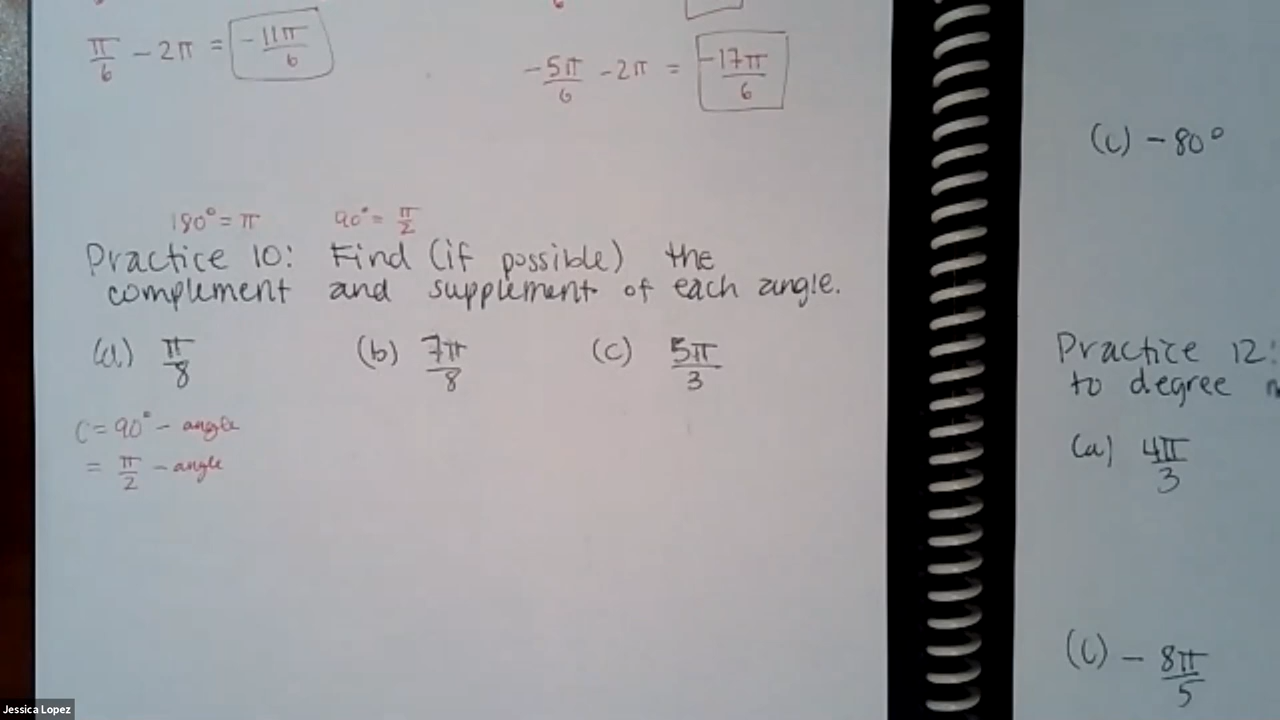 π/6 - 2π = -11π/6
-5π/6 - 2π = -17π/6
180° = π 90° = π/2
Practice 10: Find (if possible) the
complement and supplement of each angle.
(a) π/8 (b) 7π/8 (c) 5π/3
C = 90° - angle
= π/2 - angle
(c) - 80°
Practice 12:
to degree
(a) 4π/3
(c) - 8π/5
Jessica Lopez